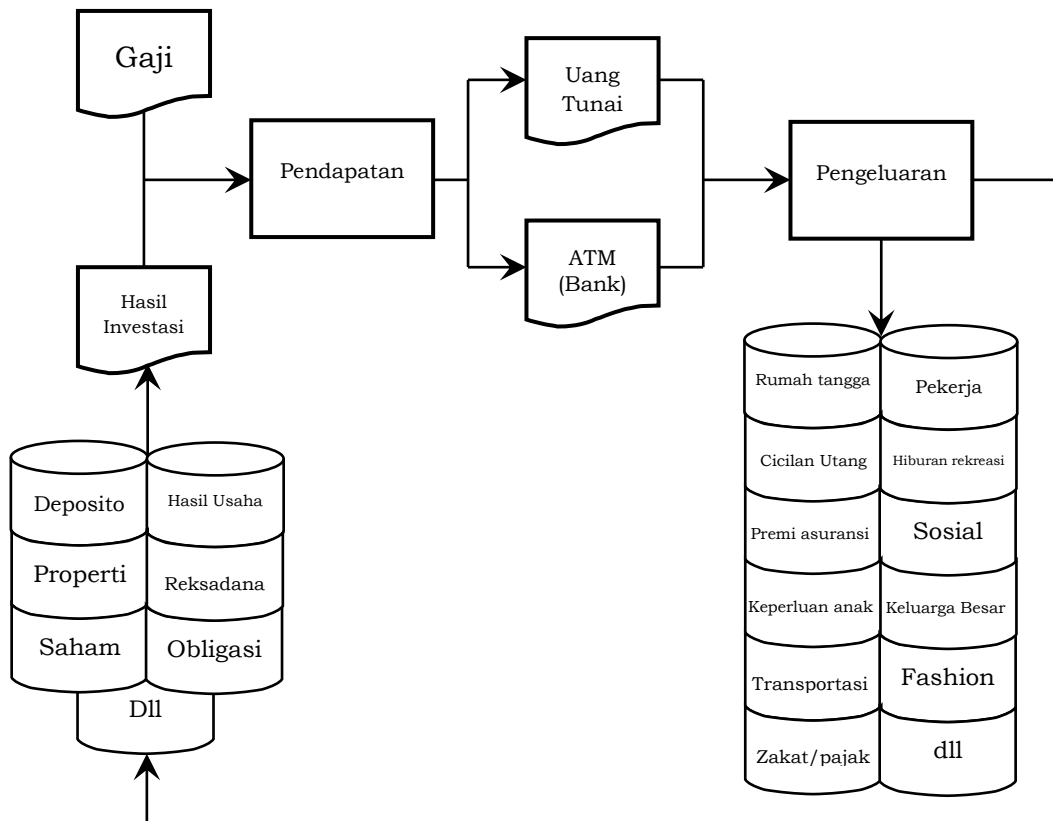 Gaji
Uang
Tunai
Pendapatan
Pengeluaran
ATM
(Bank)
Hasil
Investasi
Rumah tangga
Pekerja
Cicilan Utang
Hiburan rekreasi
Deposito
Hasil Usaha
Premi asuransi
Sosial
Properti
Reksadana
Keperluan anak
Keluarga Besar
Saham
Obligasi
Transportasi
Fashion
Dll
Zakat/pajak
dll